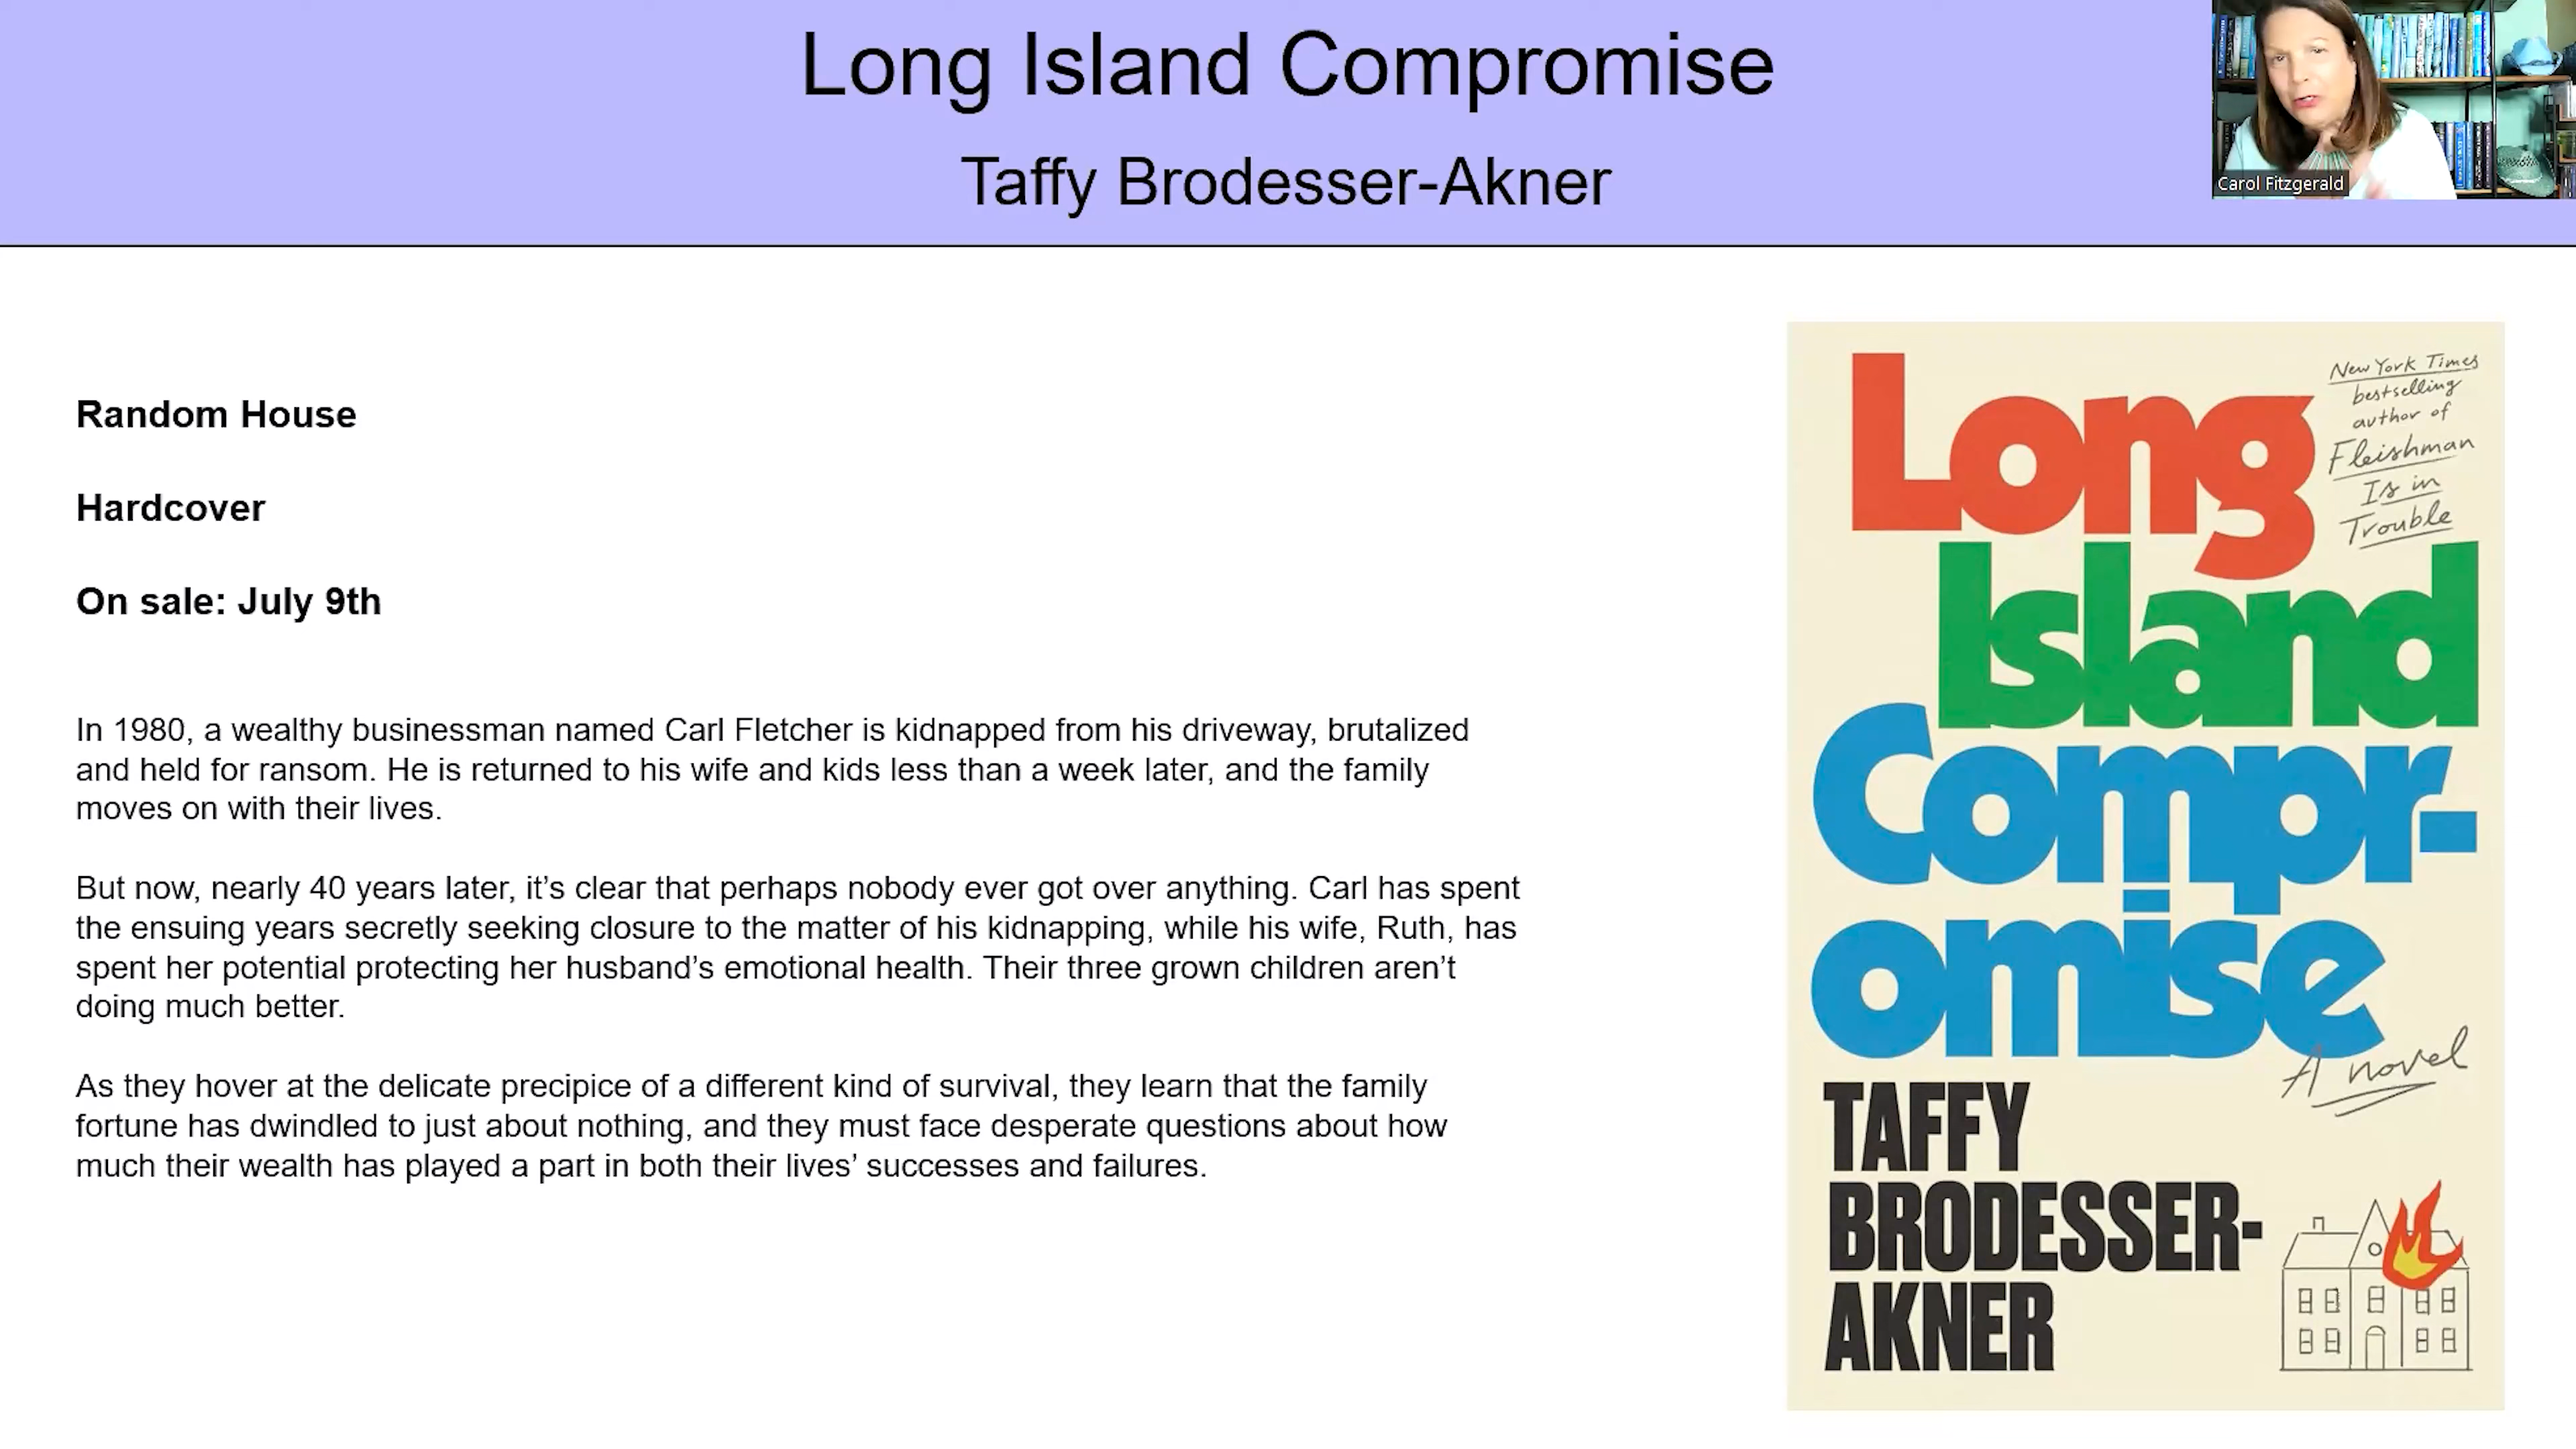 Long Island Compromise
Taffy Brodesser-Akner
Carol Fitzgerald
Random House
Hardcover
On sale: July 9th
In 1980, a wealthy businessman named Carl Fletcher is kidnapped from his driveway, brutalized
and held for ransom. He is returned to his wife and kids less than a week later, and the family
moves on with their lives.
But now, nearly 40 years later, it’s clear that perhaps nobody ever got over anything. Carl has spent
the ensuing years secretly seeking closure to the matter of his kidnapping, while his wife, Ruth, has
spent her potential protecting her husband’s emotional health. Their three grown children aren’t
doing much better.
As they hover at the delicate precipice of a different kind of survival, they learn that the family
fortune has dwindled to just about nothing, and they must face desperate questions about how
much their wealth has played a part in both their lives’ successes and failures.
Long
Island
Compr-
omise
New York Times
bestselling
author of
Fleishman
Is in
Trouble
A novel
TAFFY
BRODESSER-
AKNER